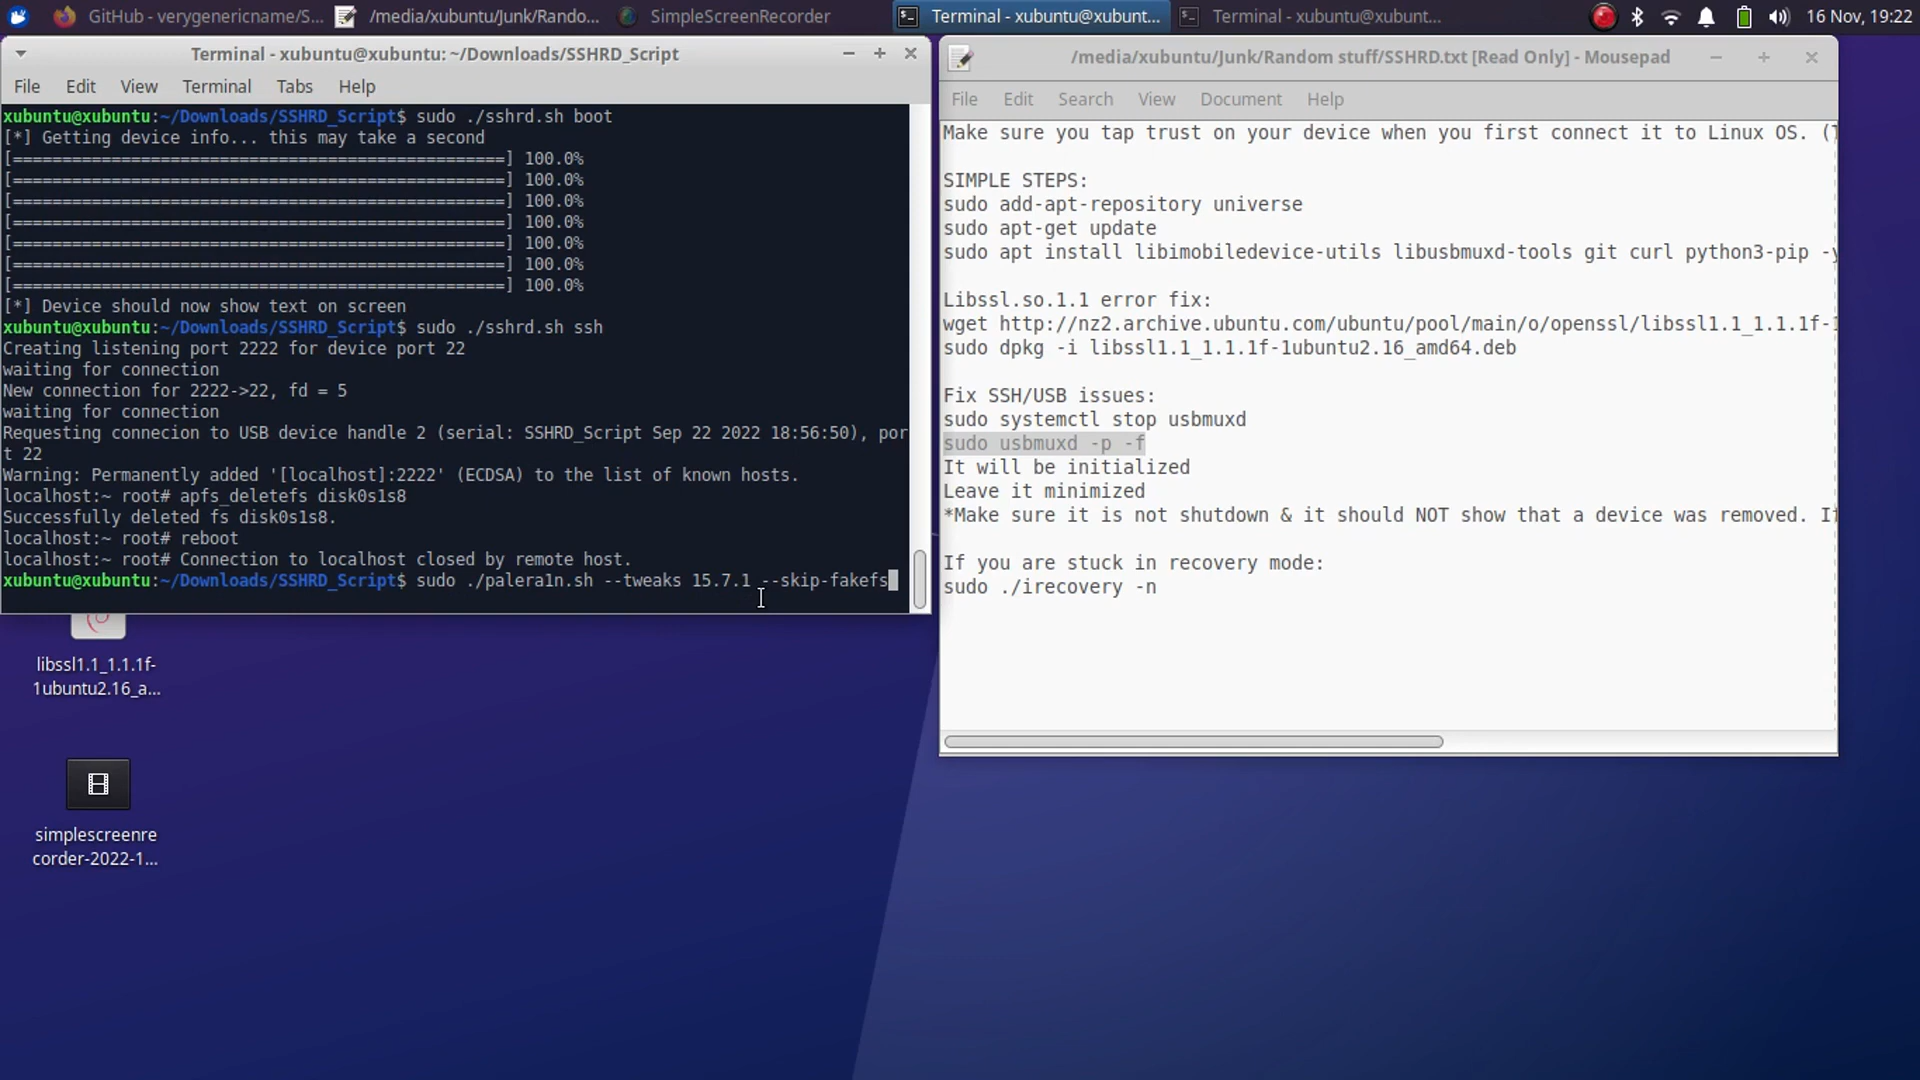 GitHub - verygenericname/S...
/media/xubuntu/Junk/Rando...
SimpleScreenRecorder
Terminal - xubuntu@xubunt...
Terminal - xubuntu@xubunt...
16 Nov, 19:22
Terminal - xubuntu@xubuntu: ~/Downloads/SSHRD_Script
File Edit View Terminal Tabs Help
xubuntu@xubuntu:~/Downloads/SSHRD_Script$ sudo ./sshrd.sh boot
[*] Getting device info... this may take a second
[==================================================] 100.0%
[==================================================] 100.0%
[==================================================] 100.0%
[==================================================] 100.0%
[==================================================] 100.0%
[==================================================] 100.0%
[==================================================] 100.0%
[*] Device should now show text on screen
xubuntu@xubuntu:~/Downloads/SSHRD_Script$ sudo ./sshrd.sh ssh
Creating listening port 2222 for device port 22
waiting for connection
New connection for 2222->22, fd = 5
waiting for connection
Requesting connecion to USB device handle 2 (serial: SSHRD_Script Sep 22 2022 18:56:50), por
t 22
Warning: Permanently added '[localhost]:2222' (ECDSA) to the list of known hosts.
localhost:~ root# apfs_deletefs disk0s1s8
Successfully deleted fs disk0s1s8.
localhost:~ root# reboot
localhost:~ root# Connection to localhost closed by remote host.
xubuntu@xubuntu:~/Downloads/SSHRD_Script$ sudo ./palera1n.sh --tweaks 15.7.1 --skip-fakefs
/media/xubuntu/Junk/Random stuff/SSHRD.txt [Read Only] - Mousepad
File Edit Search View Document Help
Make sure you tap trust on your device when you first connect it to Linux OS. (
SIMPLE STEPS:
sudo add-apt-repository universe
sudo apt-get update
sudo apt install libimobiledevice-utils libusbmuxd-tools git curl python3-pip -y
Libssl.so.1.1 error fix:
wget http://nz2.archive.ubuntu.com/ubuntu/pool/main/o/openssl/libssl1.1_1.1.1f-1
sudo dpkg -i libssl1.1_1.1.1f-1ubuntu2.16_amd64.deb
Fix SSH/USB issues:
sudo systemctl stop usbmuxd
sudo usbmuxd -p -f
It will be initialized
Leave it minimized
*Make sure it is not shutdown & it should NOT show that a device was removed. If
If you are stuck in recovery mode:
sudo ./irecovery -n
libssl1.1_1.1.1f-
1ubuntu2.16_a...
simplescreenre
corder-2022-1...